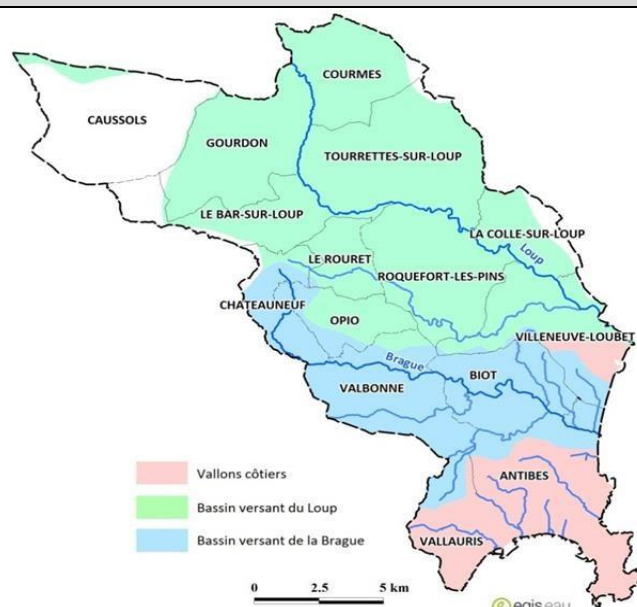 COURMES
CAUSSOLS
GOURDON
TOURRETTES-SUR-LOUP
LE BAR-SUR-LOUP
LA COLLE-SUR-LOUP
Loup
LE ROURET
ROQUEFORT-LES-PINS
CHATEAUNEUF
OPIO
VILLENEUVE-LOUBET
Brague
BIOT
VALBONNE
Vallons côtiers
ANTIBES
Bassin versant du Loup
Bassin versant de la Brague
VALLAURIS
0 2.5 5 km
egis eau